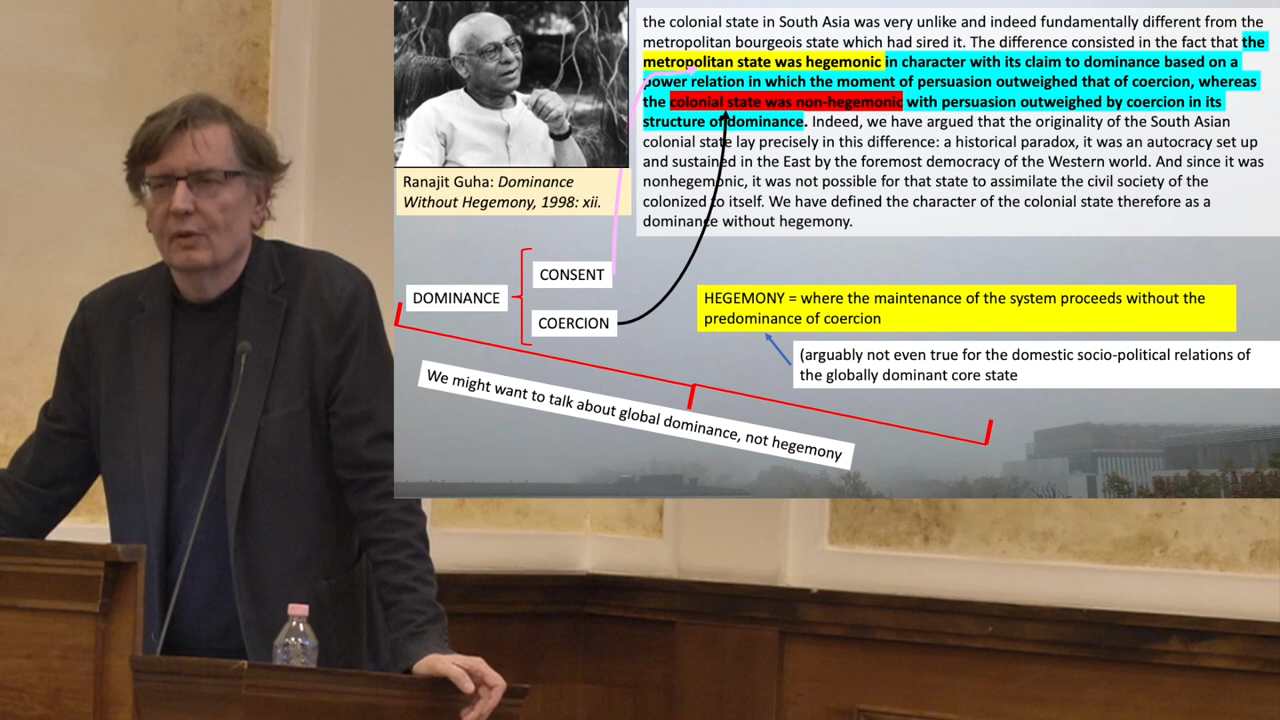 the colonial state in South Asia was very unlike and indeed fundamentally different from the
metropolitan bourgeois state which had sired it. The difference consisted in the fact that the
metropolitan state was hegemonic in character with its claim to dominance based on a
power relation in which the moment of persuasion outweighed that of coercion, whereas
the colonial state was non-hegemonic with persuasion outweighed by coercion in its
structure of dominance. Indeed, we have argued that the originality of the South Asian
colonial state lay precisely in this difference: a historical paradox, it was an autocracy set up
and sustained in the East by the foremost democracy of the Western world. And since it was
nonhegemonic, it was not possible for that state to assimilate the civil society of the
colonized to itself. We have defined the character of the colonial state therefore as a
dominance without hegemony.
Ranajit Guha: Dominance
Without Hegemony, 1998: xii.
CONSENT
DOMINANCE
COERCION
HEGEMONY = where the maintenance of the system proceeds without the
predominance of coercion
(arguably not even true for the domestic socio-political relations of
the globally dominant core state
We might want to talk about global dominance, not hegemony